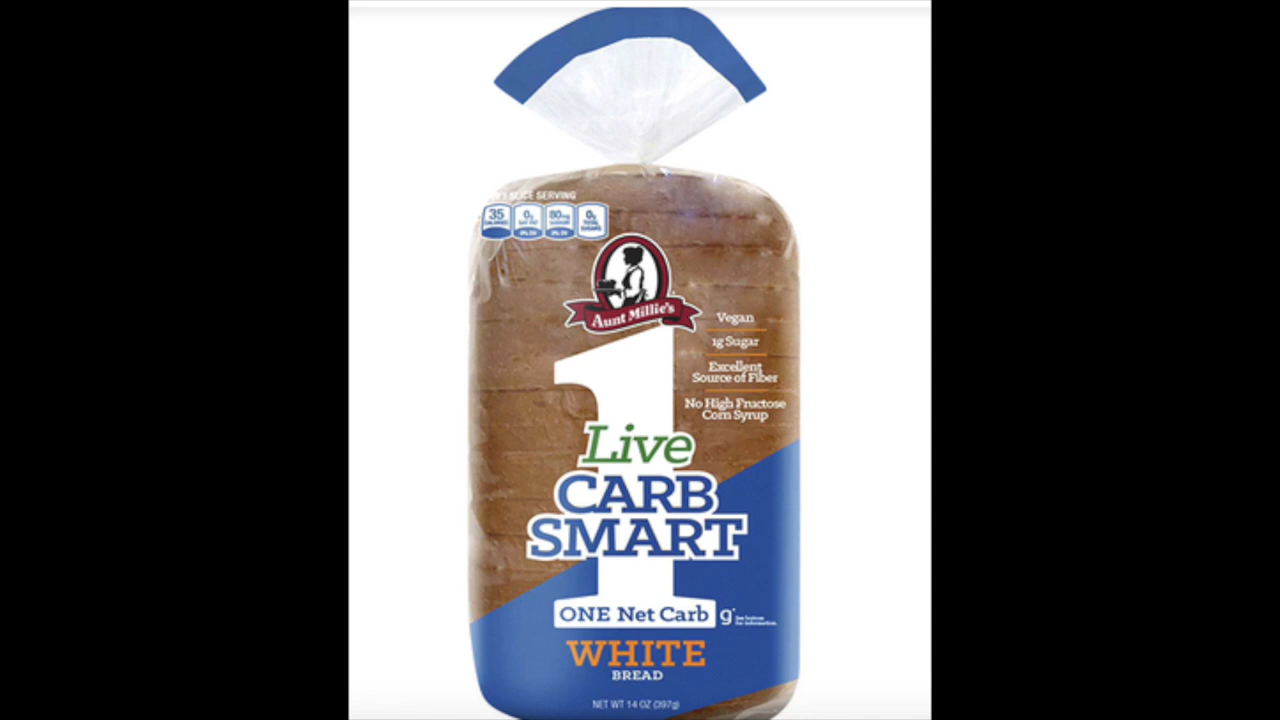 SLICE SERVING
35 0g 80mg 0g
CALORIES SAT FAT SODIUM TOTAL SUGARS
0% DV
Aunt Millie's
Vegan
1g Sugar
Excellent
Source of Fiber
No High Fructose
Corn Syrup
1
Live
CARB
SMART
ONE Net Carb g*
for information.
WHITE
BREAD
NET WT 14 OZ (397g)